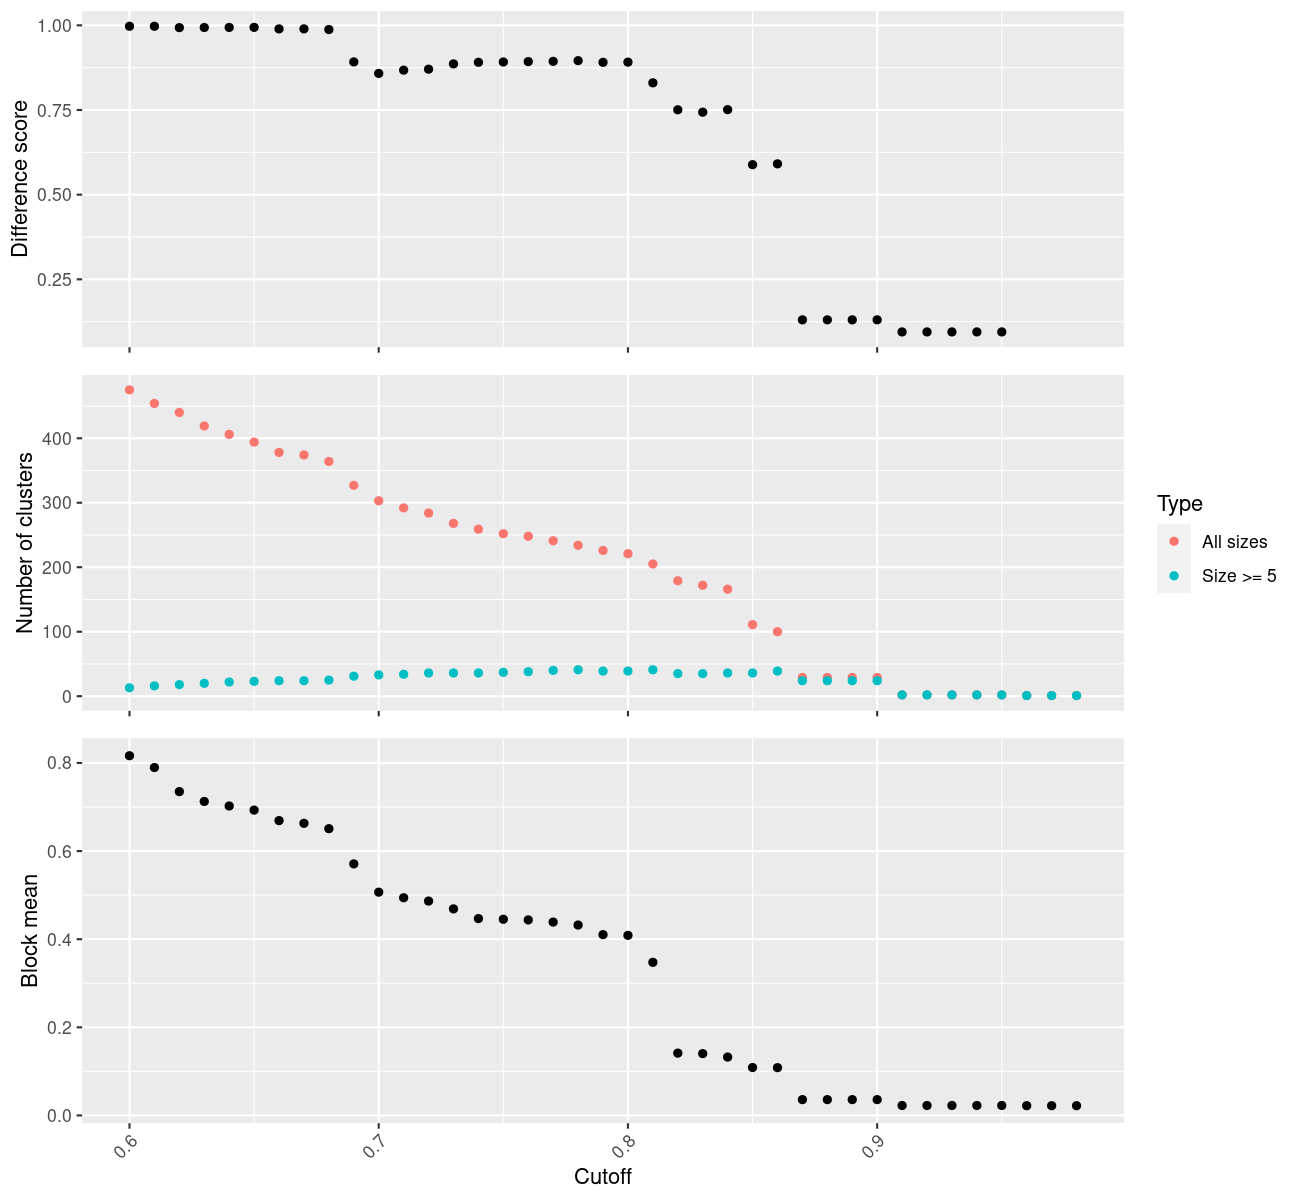 1.00
0.75
0.50
0.25
Difference score
400
300
200
100
0
Number of clusters
Type
All sizes
Size >= 5
0.8
0.6
0.4
0.2
0.0
Block mean
0.6 0.7 0.8 0.9
Cutoff